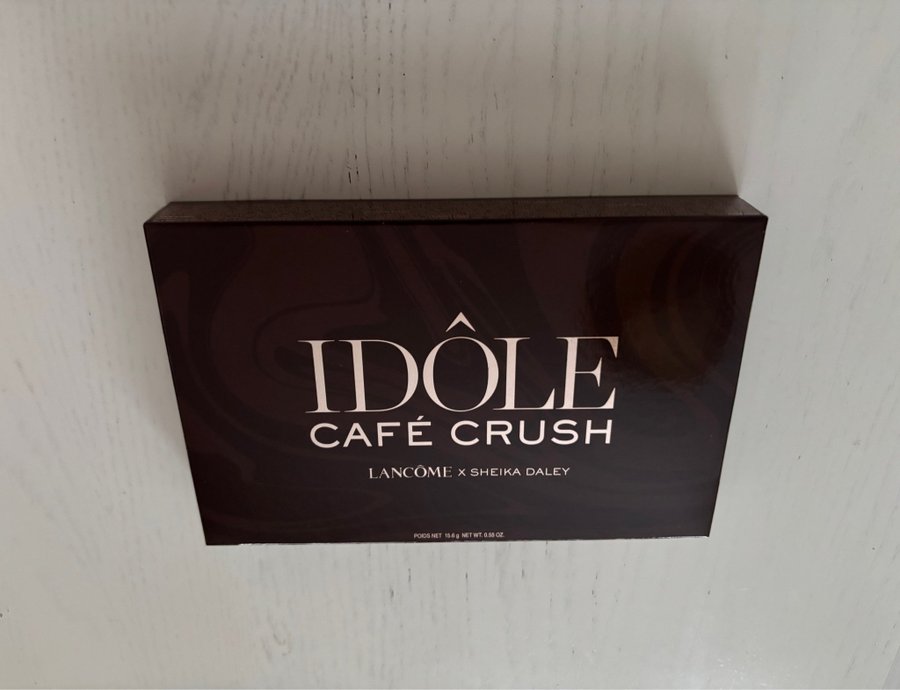 IDÔLE
CAFÉ CRUSH
LANCÔME X SHEIKA DALEY
POIDS NET 15.6 g NET WT. 0.55 OZ.